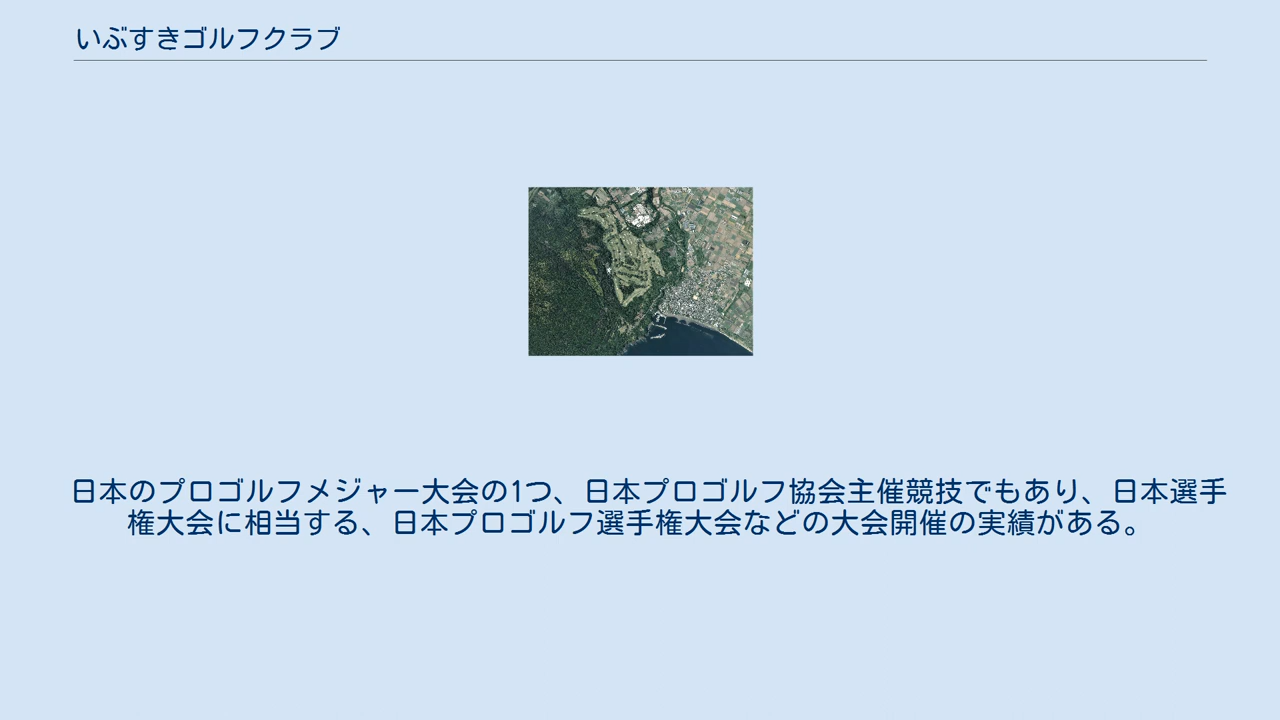 いぶすきゴルフクラブ
日本のプロゴルフメジャー大会の1つ、日本プロゴルフ協会主催競技でもあり、日本選手
権大会に相当する、日本プロゴルフ選手権大会などの大会開催の実績がある。